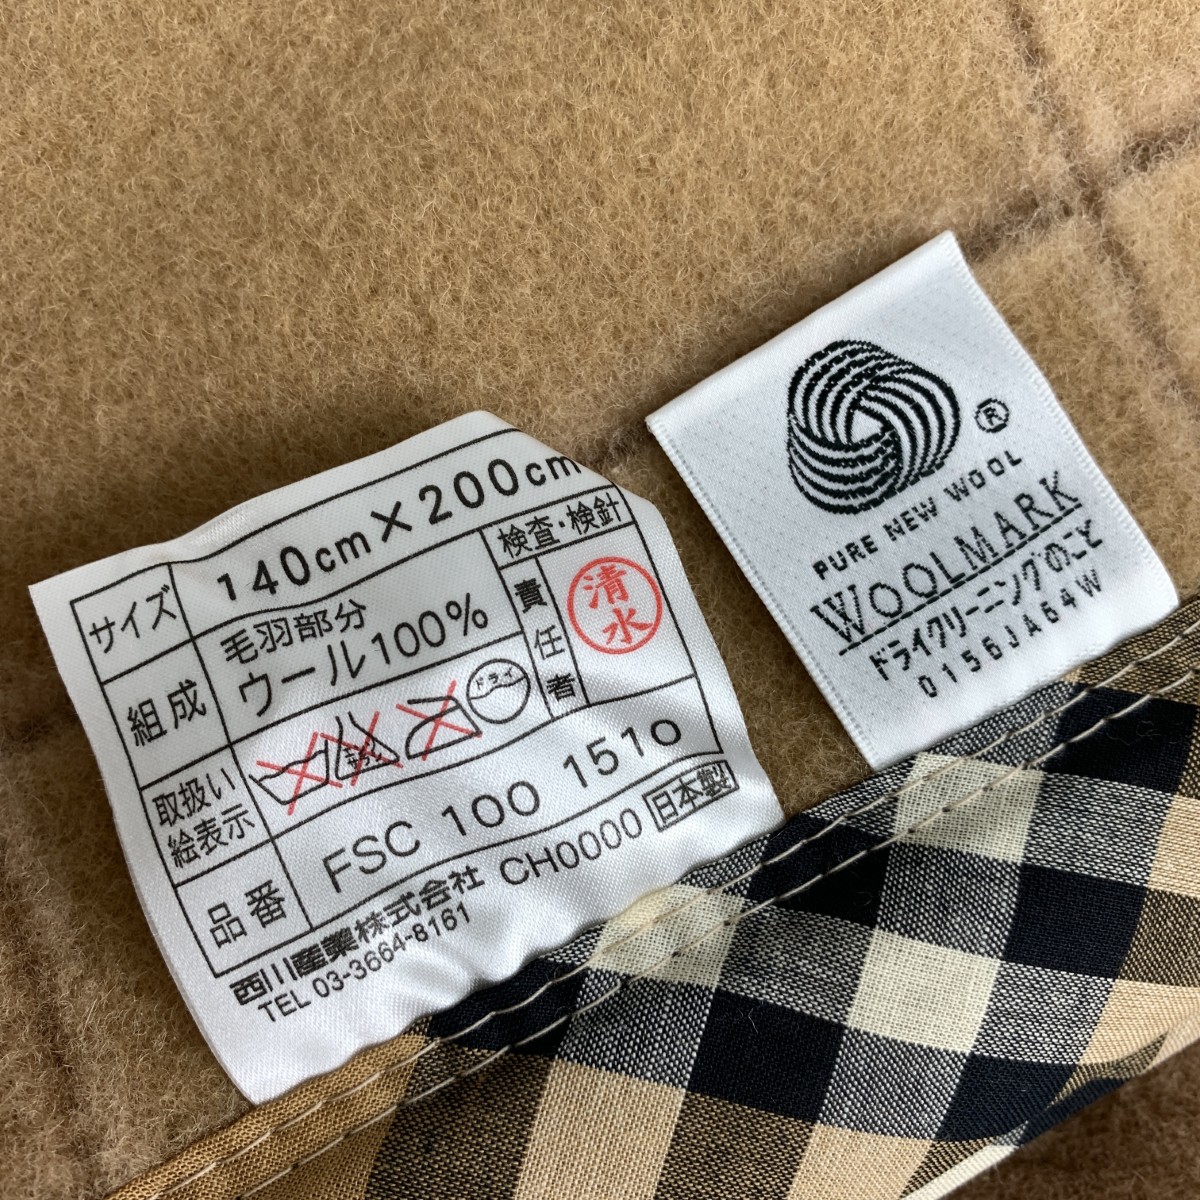 サイズ 140cm×200cm
組成 毛羽部分
ウール100%
取扱い
絵表示
ドライ
検査・検針
責任者
清水
品番 FSC 100 1510
西川産業株式会社 CH0000 日本製
TEL 03-3664-8161
®
PURE NEW WOOL
WOOLMARK
ドライクリーニングのこと
0156JA64W